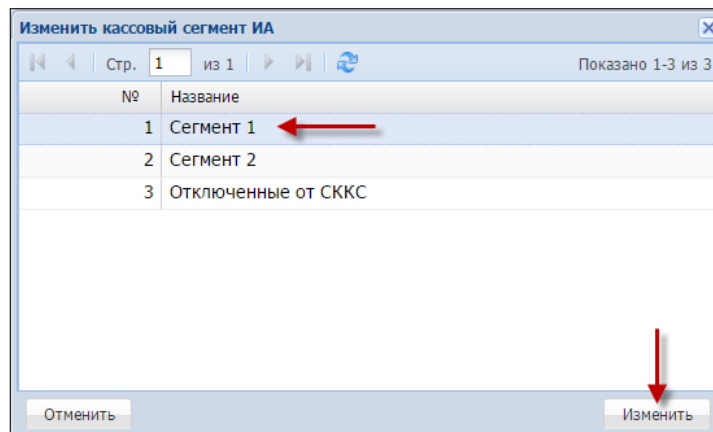 Изменить кассовый сегмент ИА
Стр. 1 из 1 Показано 1-3 из 3
№ Название
1 Сегмент 1
2 Сегмент 2
3 Отключенные от СККС
Отменить Изменить